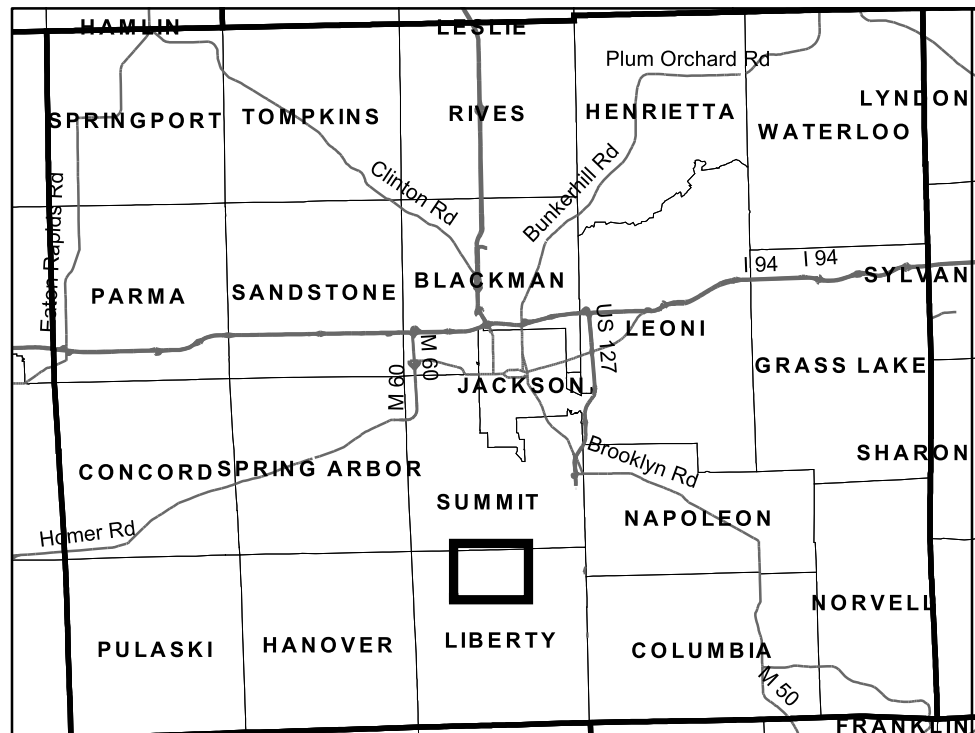 HAMLIN
LESLIE
Plum Orchard Rd
LYNDON
SPRINGPORT
TOMPKINS
RIVES
HENRIETTA
WATERLOO
Clinton Rd
Bunkerhill Rd
Eaton Rapids Rd
I 94
I 94
SYLVAN
PARMA
SANDSTONE
BLACKMAN
US 127
LEONI
M 60
M 60
JACKSON
GRASS LAKE
CONCORD
SPRING ARBOR
Brooklyn Rd
SHARON
SUMMIT
NAPOLEON
Homer Rd
NORVELL
PULASKI
HANOVER
LIBERTY
COLUMBIA
M 50
FRANKLIN